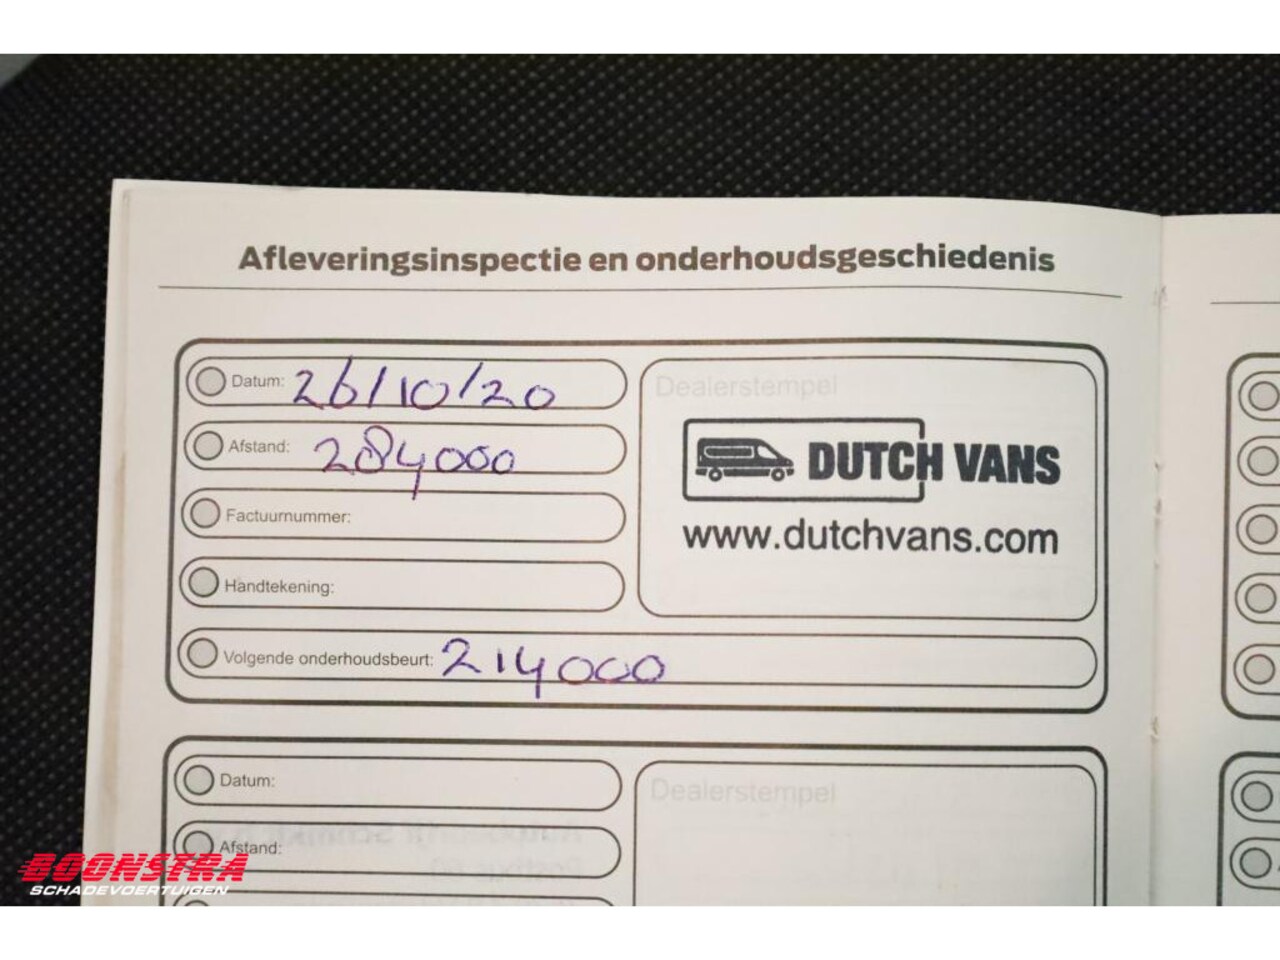 Afleveringsinspectie en onderhoudsgeschiedenis
Datum: 26/10/20
Afstand: 284000
Factuurnummer:
Handtekening:
Volgende onderhoudsbeurt: 214000
Dealerstempel
DUTCH VANS
www.dutchvans.com
Datum:
Afstand:
Dealerstempel
BOONSTRA
SCHADEVOERTUIGEN